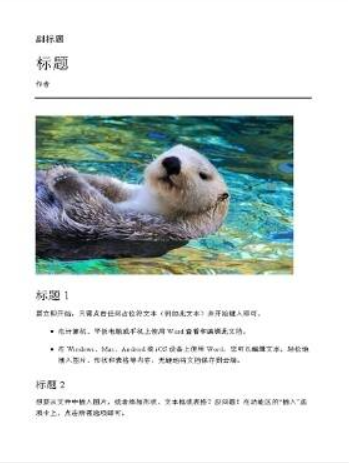 副标题
标题
作者
标题 1
要立即开始，只需点击任何占位符文本（例如此文本）并开始键入即可。
在计算机、平板电脑或手机上使用 Word 查看和编辑此文档。
在 Windows、Mac、Android 或 iOS 设备上使用 Word，您可以编辑文本，轻松地
插入图片、形状和表格等内容，无缝地将文档保存到云端。
标题 2
想要从文件中插入图片，或者添加形状、文本框或表格？没问题！在功能区的“插入”选
项卡上，点击所需选项即可。